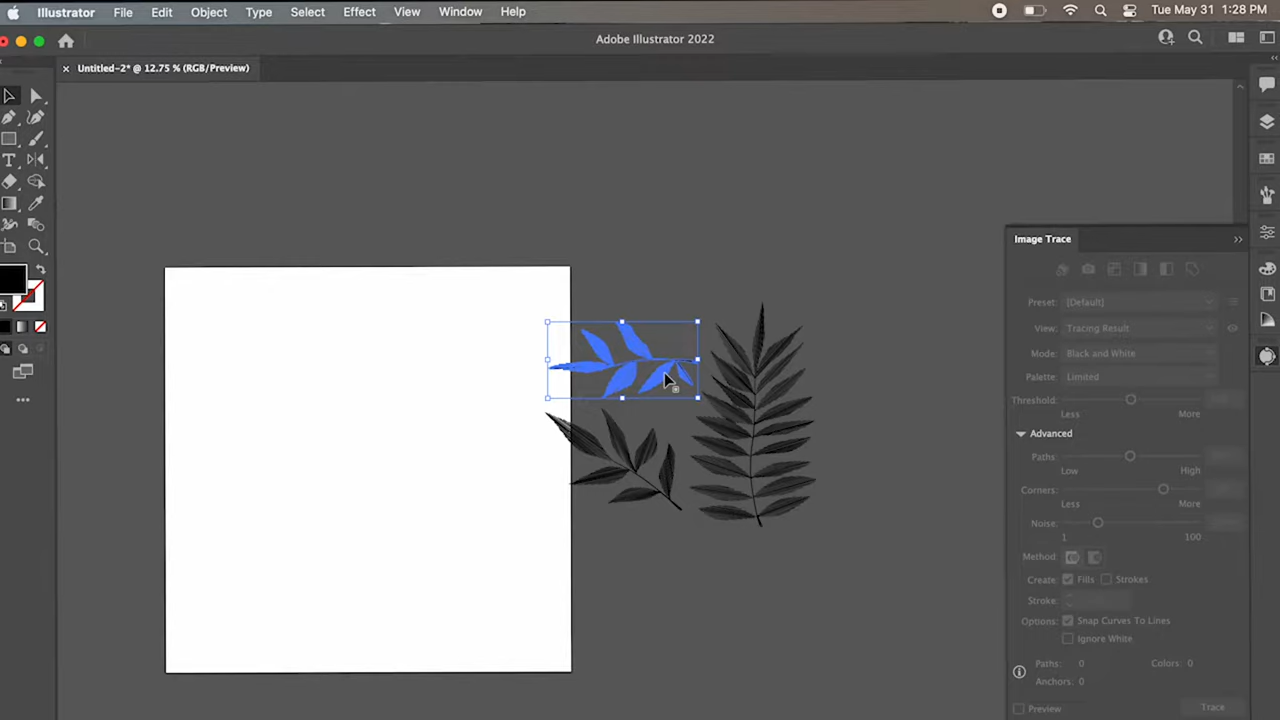 Illustrator File Edit Object Type Select Effect View Window Help Tue May 31 1:28 PM
Adobe Illustrator 2022
× Untitled-2* @ 12.75 % (RGB/Preview)
Image Trace
Preset: [Default]
View: Tracing Result
Mode: Black and White
Palette: Limited
Threshold:
Less More
Advanced
Paths:
Low High
Corners:
Less More
Noise:
1 100
Method:
Create: Fills Strokes
Stroke:
Options: Snap Curves To Lines
Ignore White
Paths: 0 Colors: 0
Anchors: 0
Preview Trace